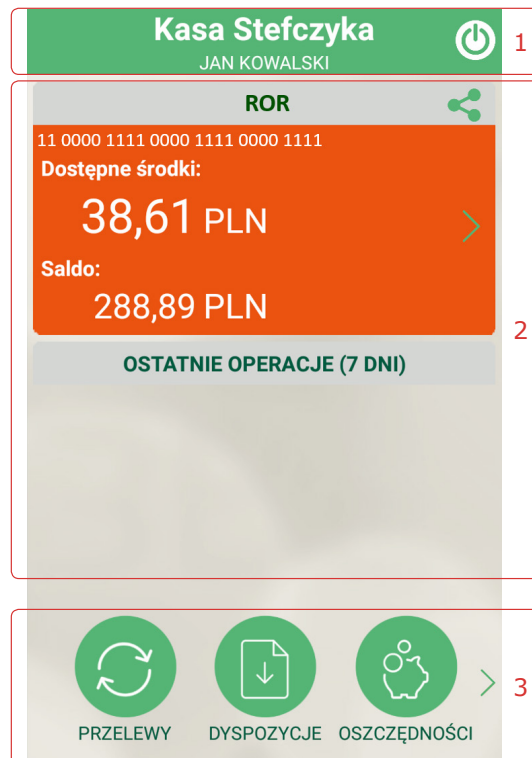 Kasa Stefczyka
JAN KOWALSKI
1
ROR
11 0000 1111 0000 1111 0000 1111
Dostępne środki:
38,61 PLN
Saldo:
288,89 PLN
2
OSTATNIE OPERACJE (7 DNI)
3
PRZELEWY DYSPOZYCJE OSZCZĘDNOŚCI